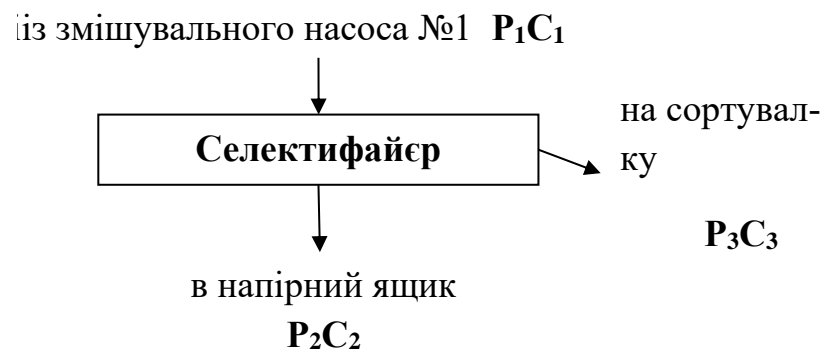 із змішувального насоса №1 P₁C₁
Селектифайєр
на сортувал-
ку
P₃C₃
в напірний ящик
P₂C₂